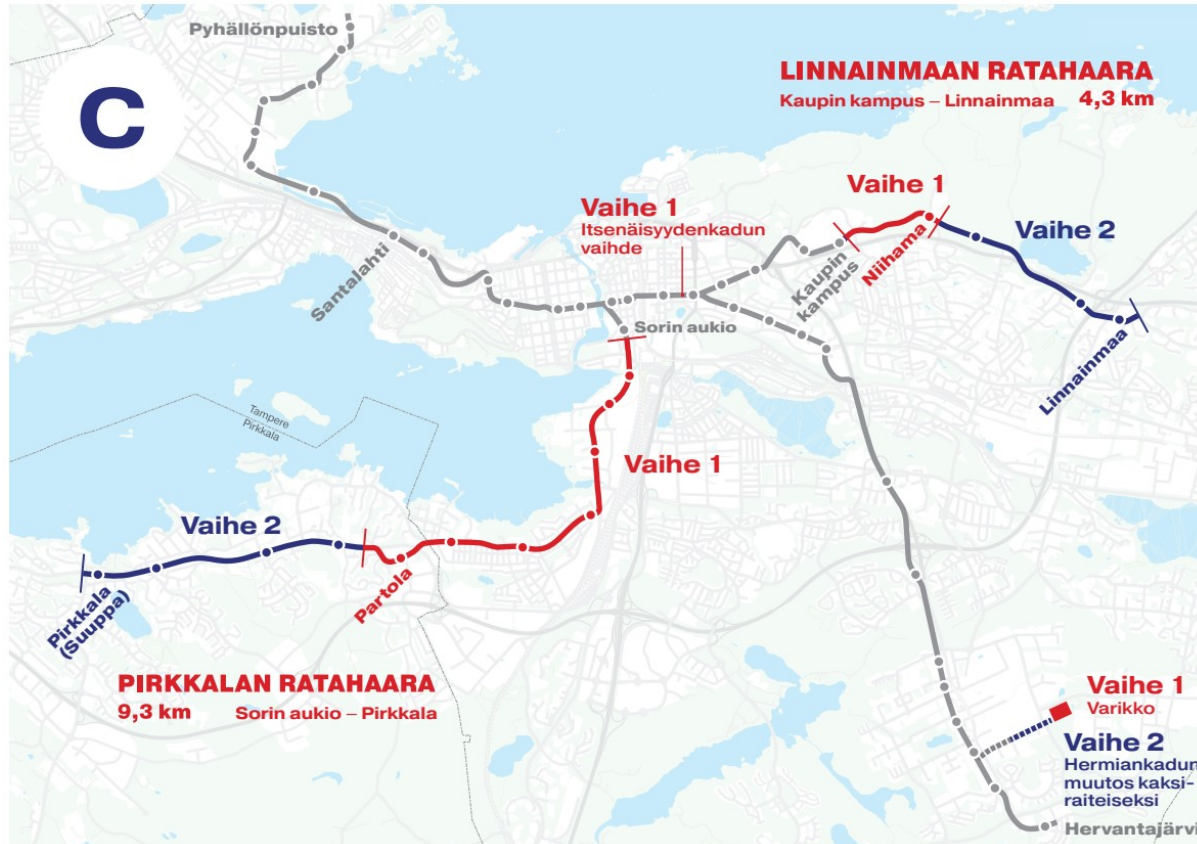 Pyhällönpuisto
C
LINNAINMAAN RATAHAARA
Kaupin kampus – Linnainmaa 4,3 km
Vaihe 1
Itsenäisyydenkadun
vaihde
Vaihe 1
Vaihe 2
Santalahti
Kaupin
kampus
Niihama
Sorin aukio
Linnainmaa
Tampere
Pirkkala
Vaihe 1
Vaihe 2
Partola
Pirkkala
(Suuppa)
PIRKKALAN RATAHAARA
9,3 km Sorin aukio – Pirkkala
Vaihe 1
Varikko
Vaihe 2
Hermiankadun
muutos kaksi-
raiteiseksi
Hervantajärvi